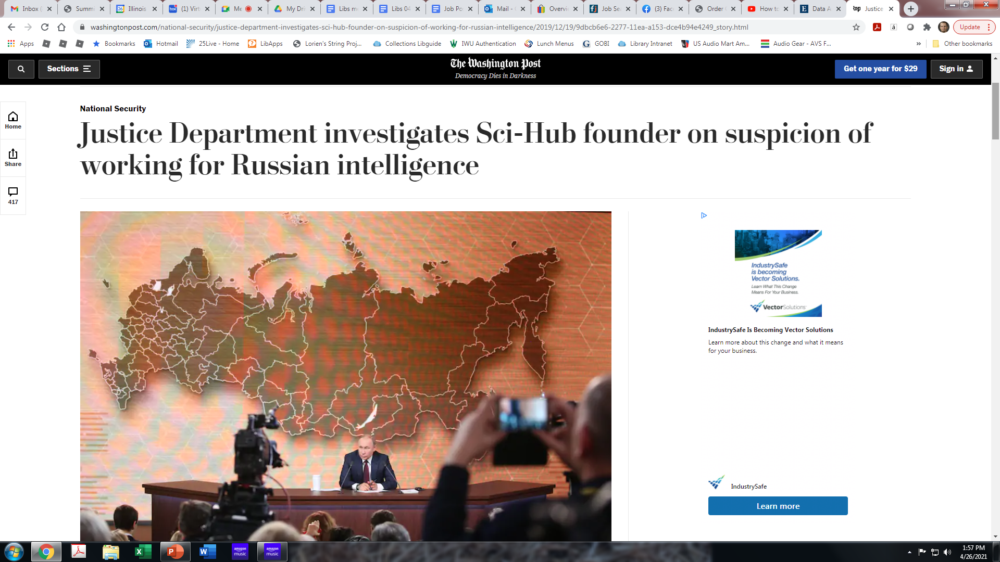 Inbox (
Summi
Illinois
(1) Virt
Me
My Dri
Libs m
Libs 04
Job Po
Mail - 
Overvi
Job Sea
(3) Fac
Order
How to
Data A
Justice
washingtonpost.com/national-security/justice-department-investigates-sci-hub-founder-on-suspicion-of-working-for-russian-intelligence/2019/12/19/9dbcb6e6-2277-11ea-a153-dce4b94e4249_story.html
Update
Apps
Bookmarks
Hotmail
25Live - Home
LibApps
Lorien's String Proj...
Collections Libguide
IWU Authentication
Lunch Menus
GOBI
Library Intranet
US Audio Mart Am...
Audio Gear - AVS F...
»
Other bookmarks
Sections
The Washington Post
Democracy Dies in Darkness
Get one year for $29
Sign in
Home
Share
417
National Security
Justice Department investigates Sci-Hub founder on suspicion of
working for Russian intelligence
IndustrySafe
is becoming
Vector Solutions.
Learn What This Change
Means For Your Business.
VectorSolutions
IndustrySafe Is Becoming Vector Solutions
Learn more about this change and what it means
for your business.
IndustrySafe
Learn more
amazon
music
amazon
music
1:57 PM
4/26/2021